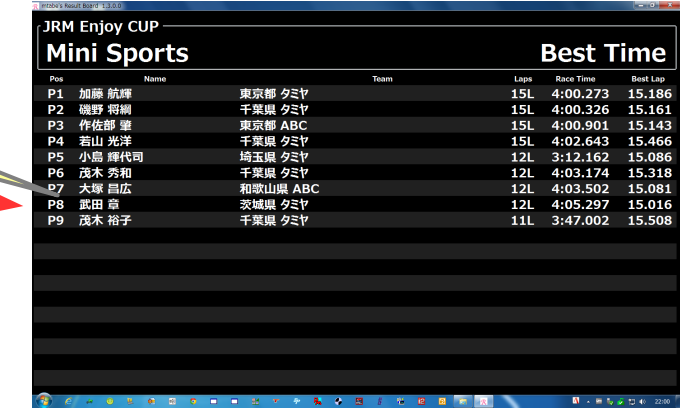 mtabe's Result Board 1.3.0.0
JRM Enjoy CUP
Mini Sports Best Time
Pos Name Team Laps Race Time Best Lap
P1 加藤 航輝 東京都 タミヤ 15L 4:00.273 15.186
P2 磯野 将綱 千葉県 タミヤ 15L 4:00.326 15.161
P3 作佐部 肇 東京都 ABC 15L 4:00.901 15.143
P4 若山 光洋 千葉県 タミヤ 15L 4:02.643 15.466
P5 小島 輝代司 埼玉県 タミヤ 12L 3:12.162 15.086
P6 茂木 秀和 千葉県 タミヤ 12L 4:03.174 15.318
P7 大塚 昌広 和歌山県 ABC 12L 4:03.502 15.081
P8 武田 章 茨城県 タミヤ 12L 4:05.297 15.016
P9 茂木 裕子 千葉県 タミヤ 11L 3:47.002 15.508
22:00